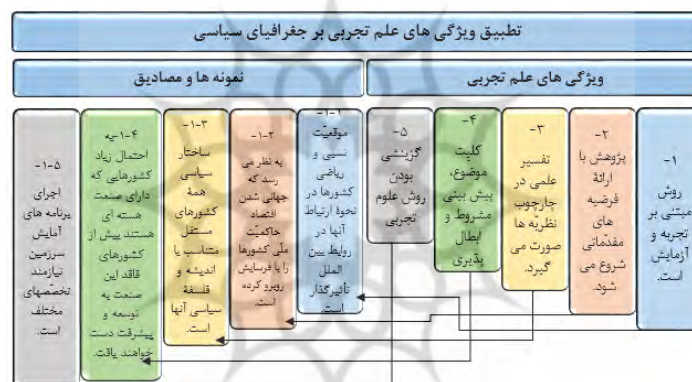 تطبیق ویژگی های علم تجربی بر جغرافیای سیاسی
ویژگی های علم تجربی
نمونه ها و مصادیق
۱-
روش
مبتنی بر
تجربه و
آزمایش
است.
۲-
پژوهش با
ارائهٔ
فرضیه
های
مقدّماتی
شروع می
شود.
۳-
تفسیر
علمی در
چارچوب
نظریّه ها
صورت می
گیرد.
۴-
کلیّت
موضوع،
پیش بینی
مشروط و
ابطال
پذیری
۵-
گزینشی
بودن
روش علوم
تجربی
۱-۱-
موقعیّت
نسبی و
ریاضی
کشورها در
نحوهٔ ارتباط
آنها در
روابط بین
الملل
تأثیرگذار
است.
۱-۲-
به نظر می
رسد که
جهانی شدن
اقتصاد
حاکمیّت
ملّی کشورها
را با فرسایش
روبرو کرده
است.
۱-۳-
ساختار
سیاسی
همهٔ
کشورهای
مستقل
متناسب با
اندیشه و
فلسفهٔ
سیاسی آنها
است.
۱-۴-به
احتمال زیاد
کشورهایی که
دارای صنعت
هسته ای
هستند بیش از
کشورهای
فاقد این
صنعت به
توسعه و
پیشرفت دست
خواهند یافت.
۱-۵-
اجرای
برنامه های
آمایش
سرزمین
نیازمند
تخصّصهای
مختلف
است.